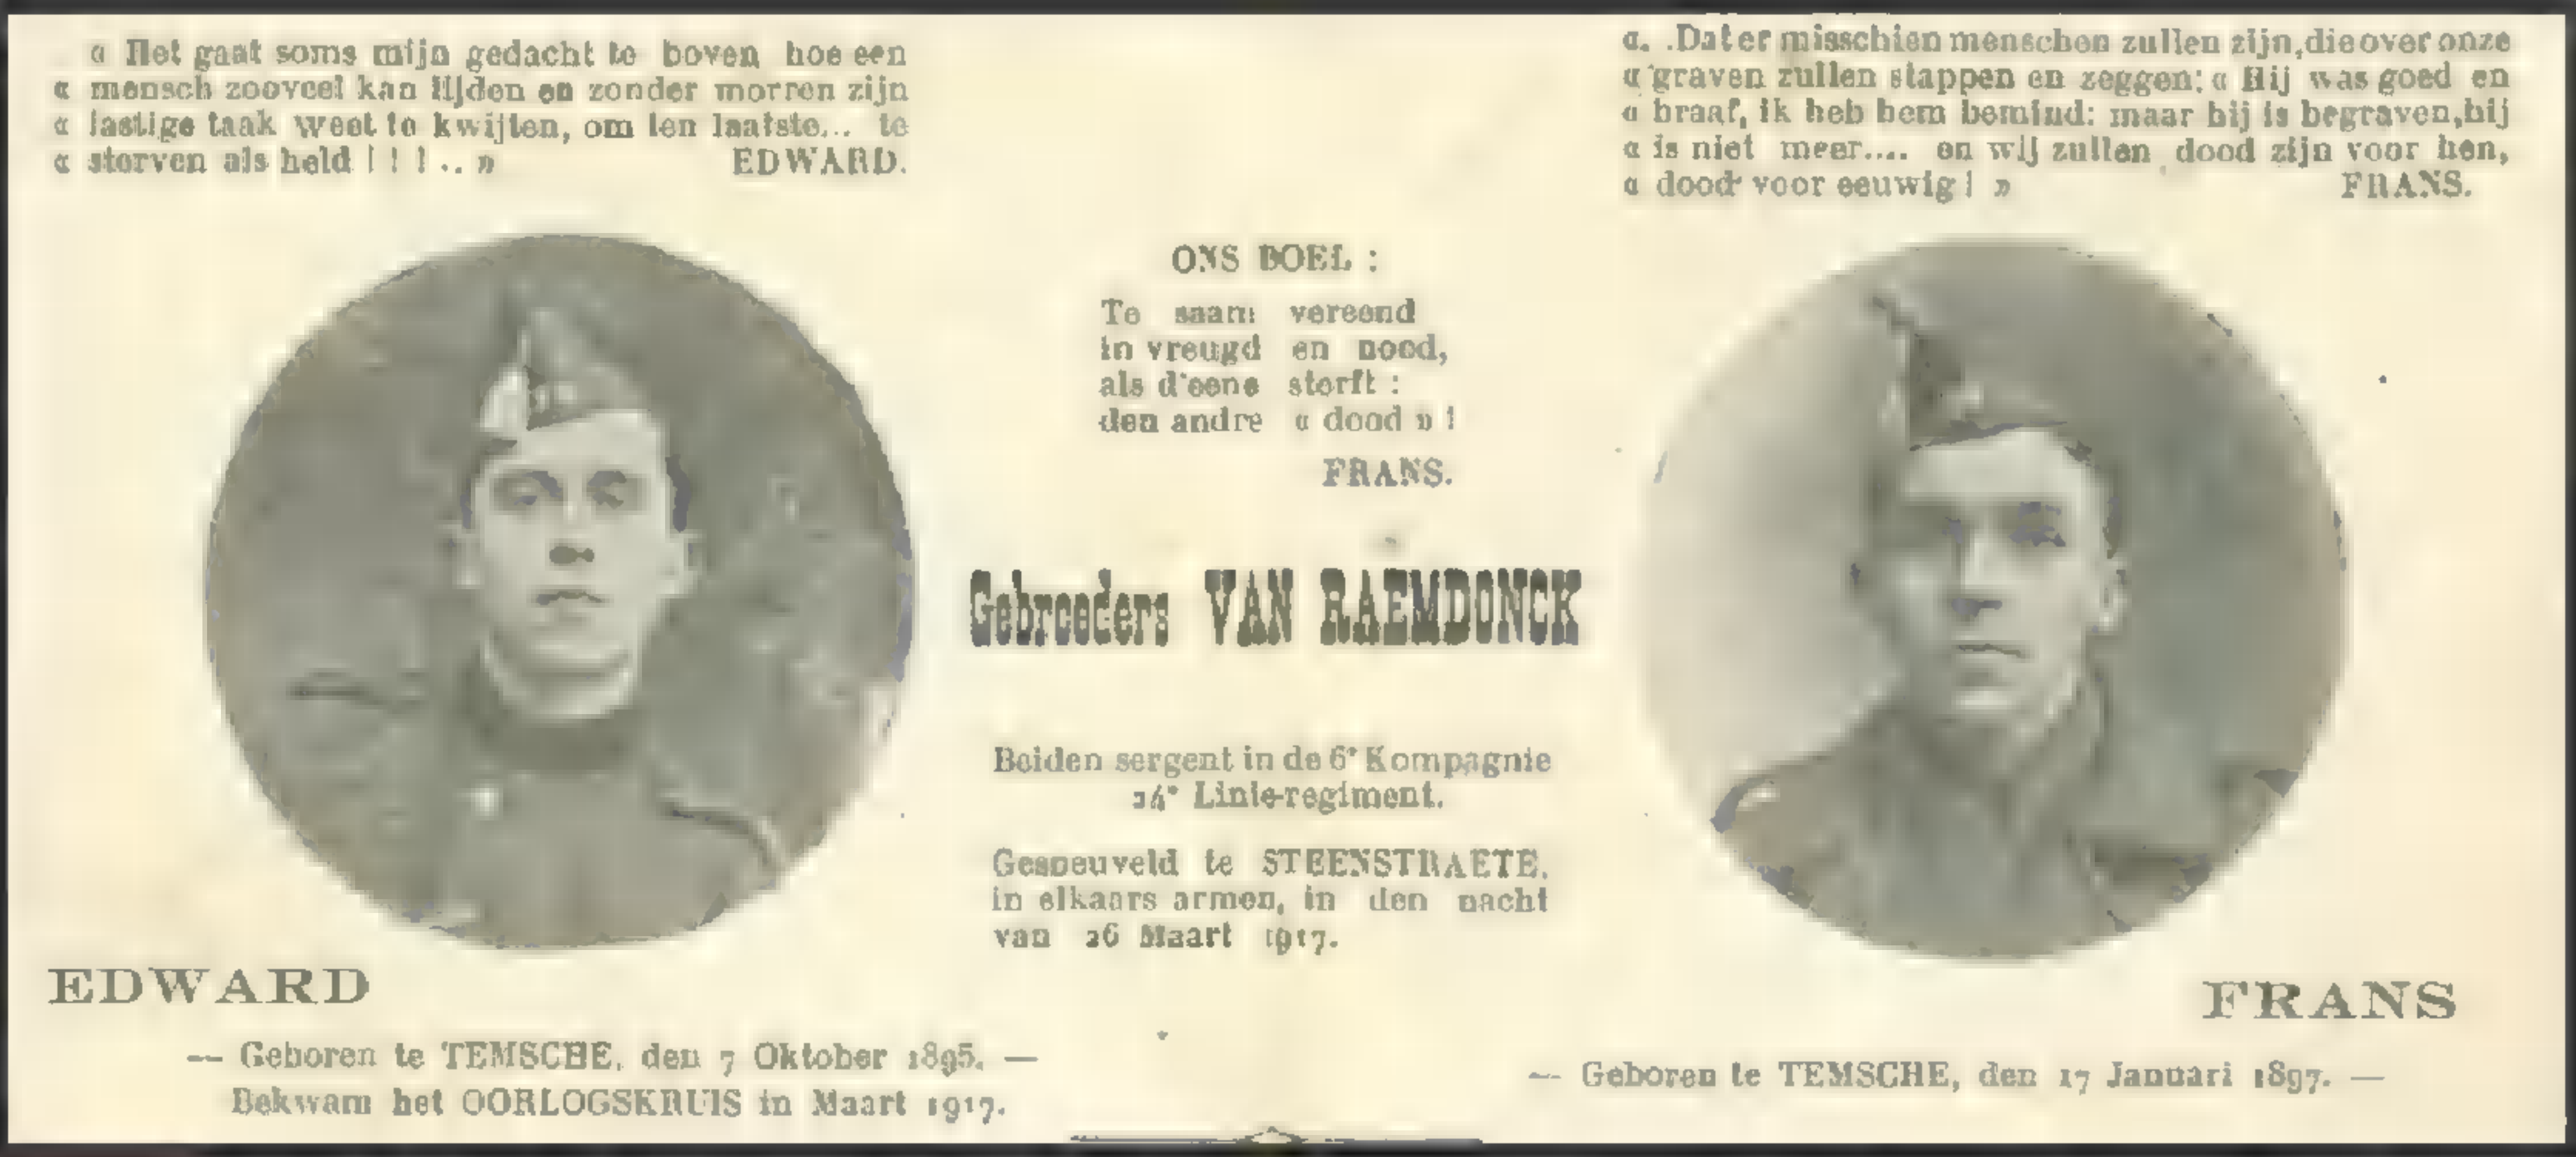 « Het gaat soms mijn gedacht te boven hoe een
« mensch zooveel kan lijden en zonder morren zijn
« lastige taak weet te kwijten, om ten laatste... te
« sterven als held ! ! ! .. » EDWARD.
«. .Dat er misschien menschen zullen zijn, die over onze
« graven zullen stappen en zeggen: « Hij was goed en
« braaf, ik heb hem bemind: maar hij is begraven, hij
« is niet meer.... en wij zullen dood zijn voor hen,
« dood voor eeuwig ! » FRANS.
ONS DOEL :
Te saam vereend
in vreugd en nood,
als d'eene sterft :
den andre « dood » !
FRANS.
Gebroeders VAN RAEMDONCK
Beiden sergent in de 6e Kompagnie
24e Linie-regiment.
Gesneuveld te STEENSTRAETE,
in elkaars armen, in den nacht
van 26 Maart 1917.
EDWARD
— Geboren te TEMSCHE, den 7 Oktober 1895. —
Bekwam het OORLOGSKRUIS in Maart 1917.
FRANS
— Geboren te TEMSCHE, den 17 Januari 1897. —